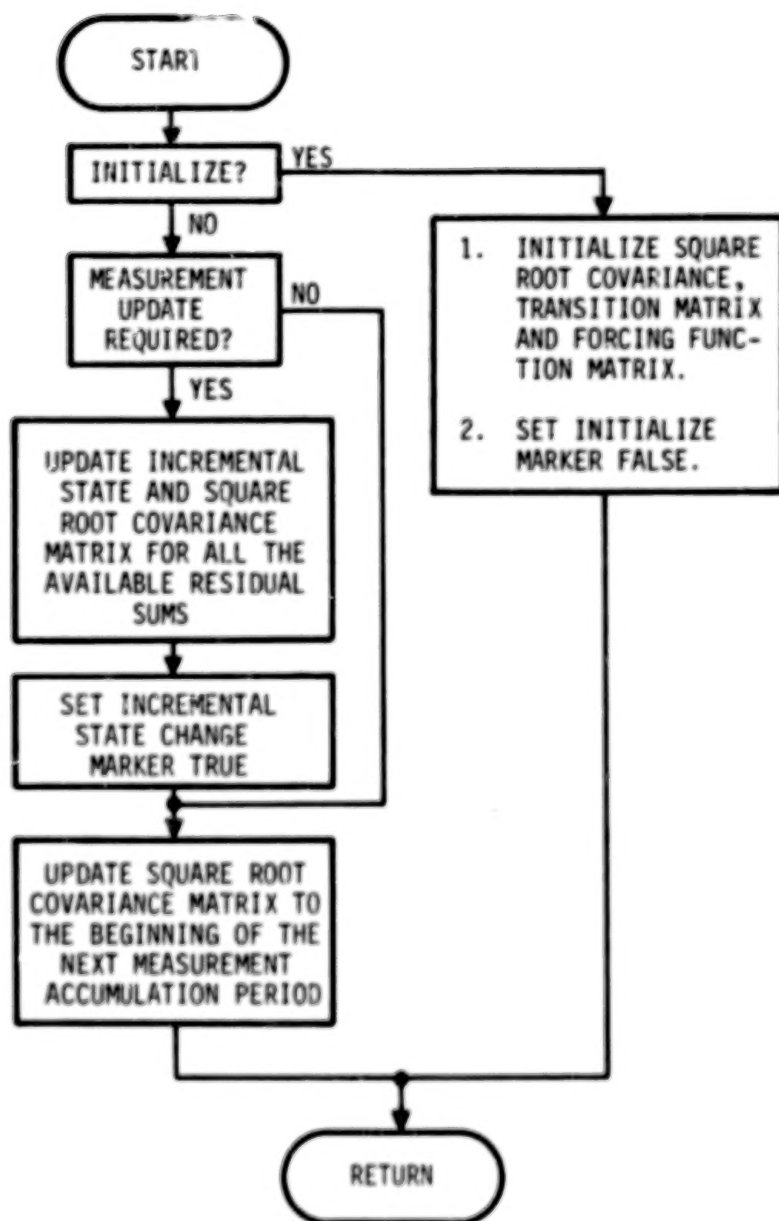 START
INITIALIZE?
YES
NO
MEASUREMENT
UPDATE
REQUIRED?
NO
YES
1. INITIALIZE SQUARE
ROOT COVARIANCE,
TRANSITION MATRIX
AND FORCING FUNC-
TION MATRIX.
2. SET INITIALIZE
MARKER FALSE.
UPDATE INCREMENTAL
STATE AND SQUARE
ROOT COVARIANCE
MATRIX FOR ALL THE
AVAILABLE RESIDUAL
SUMS
SET INCREMENTAL
STATE CHANGE
MARKER TRUE
UPDATE SQUARE ROOT
COVARIANCE MATRIX TO
THE BEGINNING OF THE
NEXT MEASUREMENT
ACCUMULATION PERIOD
RETURN